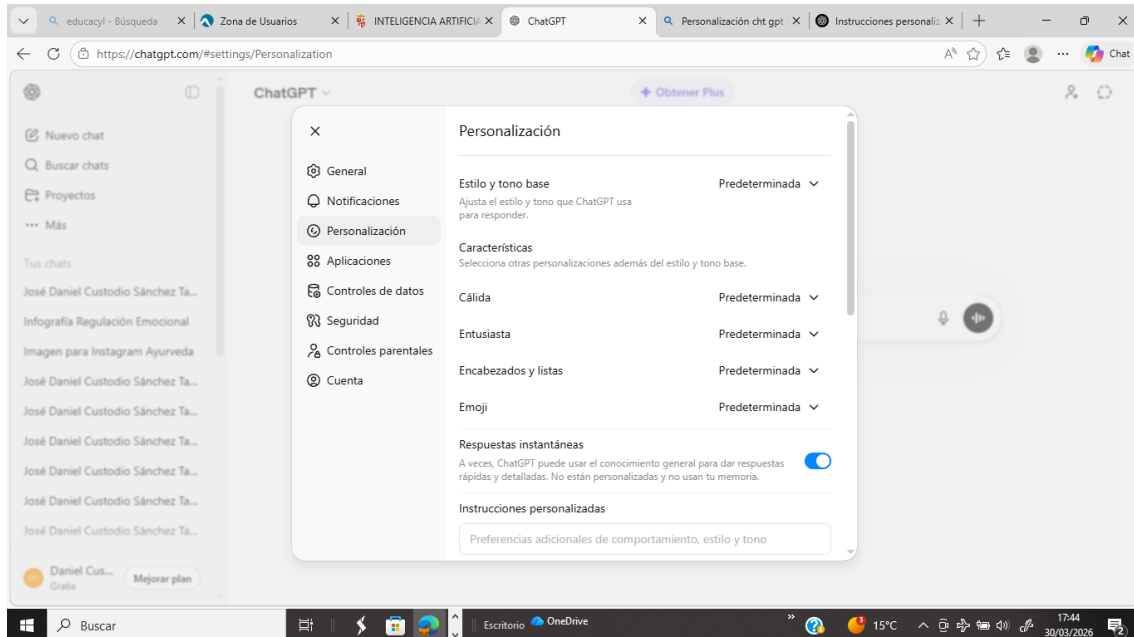 educacyl - Búsqueda
Zona de Usuarios
INTELIGENCIA ARTIFICI
ChatGPT
Personalización cht gpt
Instrucciones personaliz
https://chatgpt.com/#settings/Personalization
Chat
ChatGPT
Obtener Plus
Nuevo chat
Buscar chats
Proyectos
Más
Tus chats
José Daniel Custodio Sánchez Ta...
Infografía Regulación Emocional
Imagen para Instagram Ayurveda
José Daniel Custodio Sánchez Ta...
José Daniel Custodio Sánchez Ta...
José Daniel Custodio Sánchez Ta...
José Daniel Custodio Sánchez Ta...
José Daniel Custodio Sánchez Ta...
José Daniel Custodio Sánchez Ta...
Daniel Cus...
Gratis
Mejorar plan
General
Notificaciones
Personalización
Aplicaciones
Controles de datos
Seguridad
Controles parentales
Cuenta
Personalización
Estilo y tono base Predeterminada
Ajusta el estilo y tono que ChatGPT usa
para responder.
Características
Selecciona otras personalizaciones además del estilo y tono base.
Cálida Predeterminada
Entusiasta Predeterminada
Encabezados y listas Predeterminada
Emoji Predeterminada
Respuestas instantáneas
A veces, ChatGPT puede usar el conocimiento general para dar respuestas
rápidas y detalladas. No están personalizadas y no usan tu memoria.
Instrucciones personalizadas
Preferencias adicionales de comportamiento, estilo y tono
Buscar
Escritorio
OneDrive
15°C
17:44
30/03/2026
2